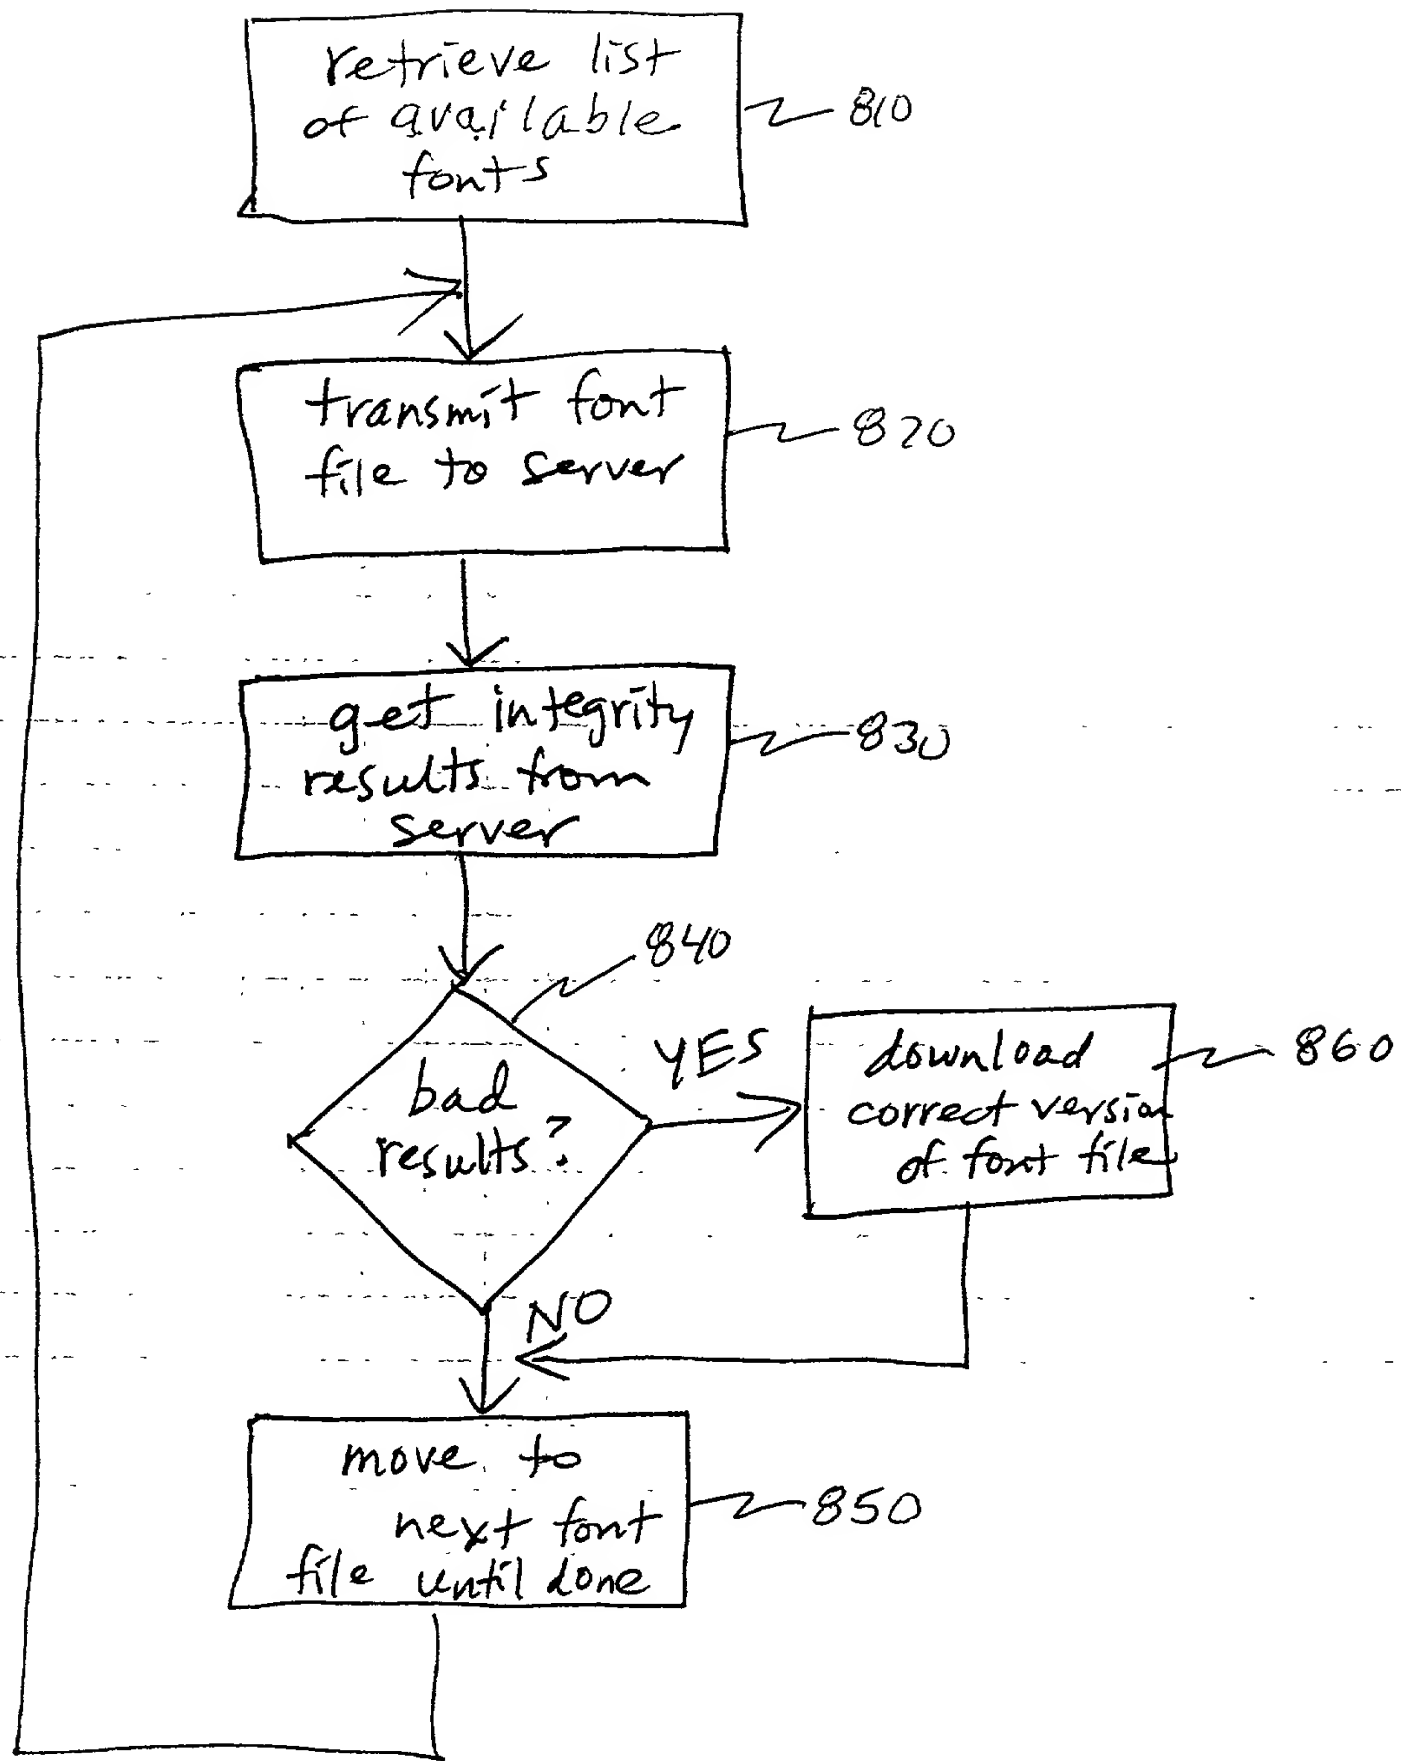 retrieve list
of available
fonts
810
transmit font
file to server
820
get integrity
results from
server
830
840
bad
results?
YES
download
correct version
of font file
860
NO
move to
next font
file until done
850